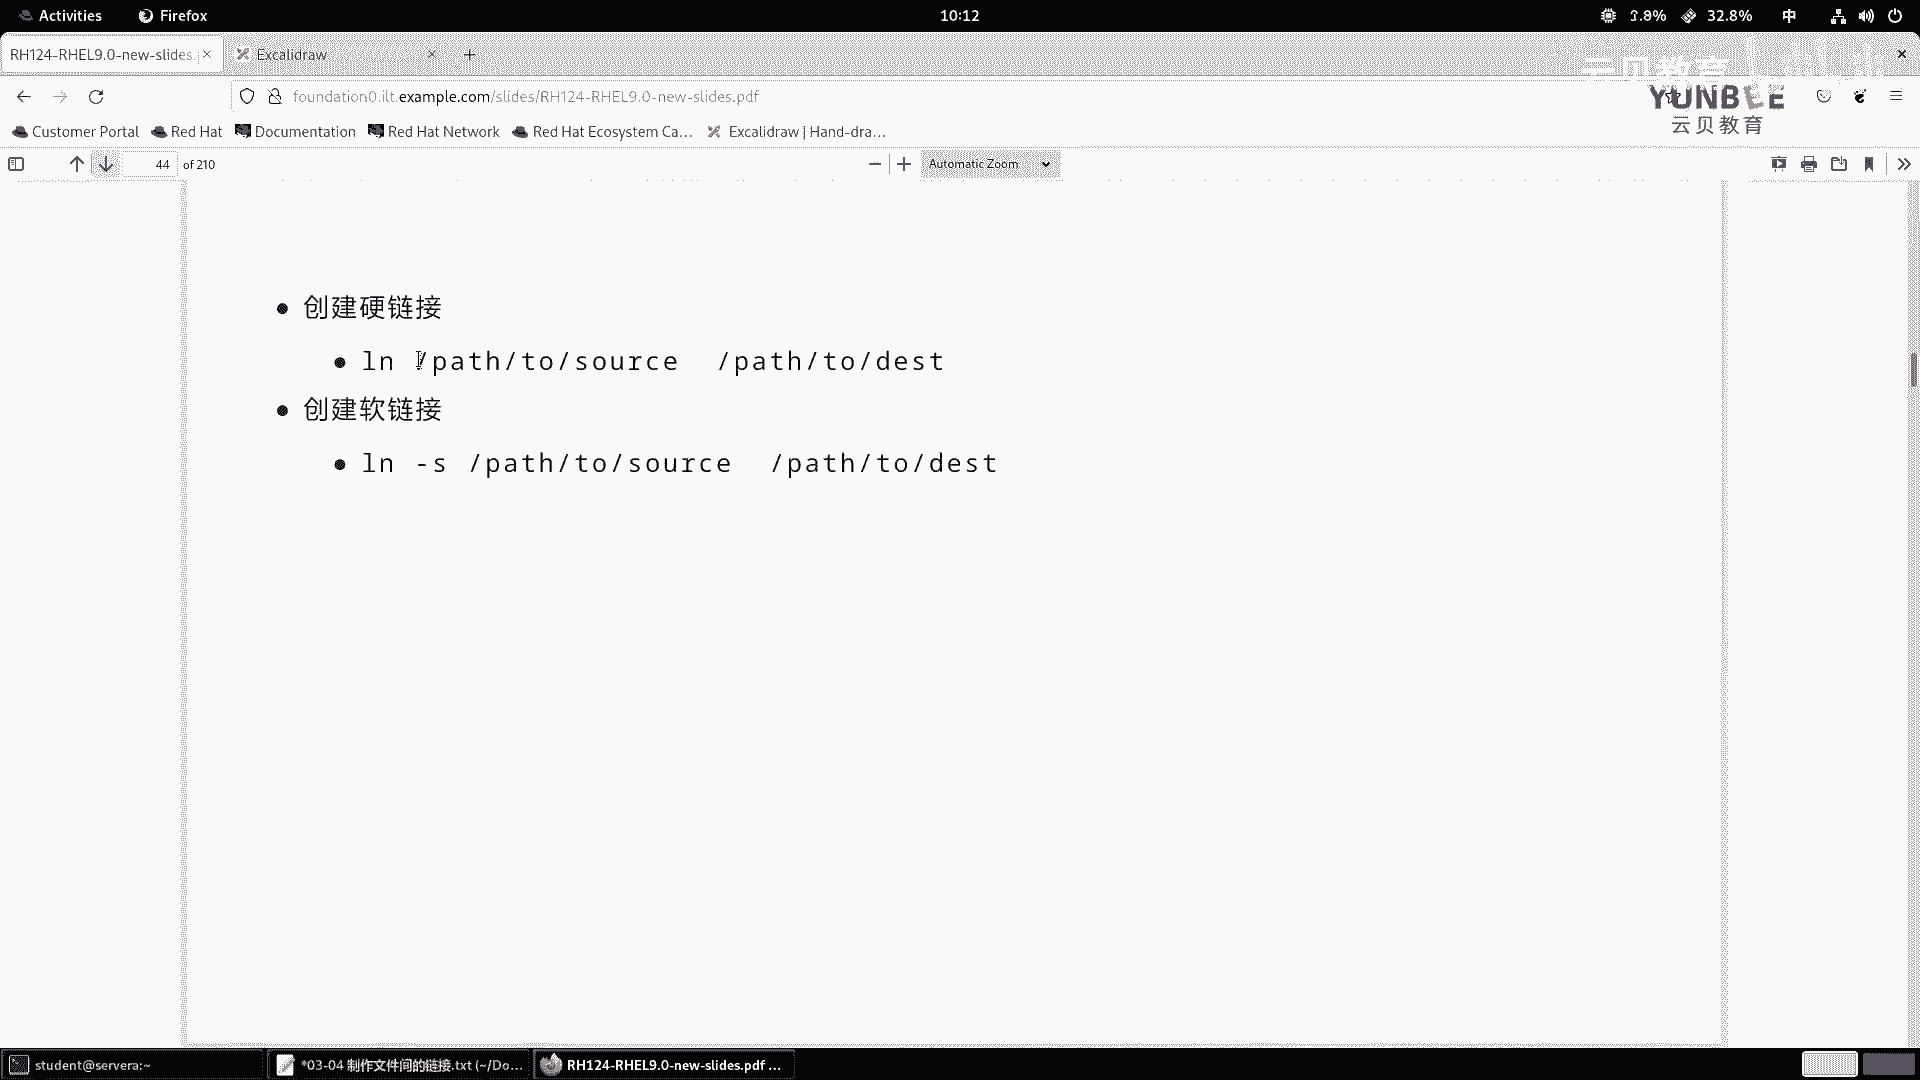 Activities
Firefox
10:12
32.8%
中
RH124-RHEL9.0-new-slides.
Excalidraw
foundation0.ilt.example.com/slides/RH124-RHEL9.0-new-slides.pdf
YUNBEE
云贝教育
Customer Portal
Red Hat
Documentation
Red Hat Network
Red Hat Ecosystem Ca...
Excalidraw | Hand-dra...
44 of 210
Automatic Zoom
创建硬链接
ln /path/to/source /path/to/dest
创建软链接
ln -s /path/to/source /path/to/dest
student@servera:~
*03-04 制作文件间的链接.txt (~/Do...
RH124-RHEL9.0-new-slides.pdf ...